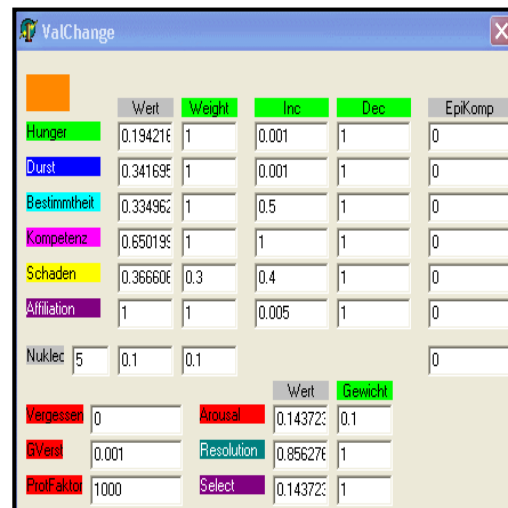 ValChange
Wert Weight Inc Dec EpiKomp
Hunger 0.194216 1 0.001 1 0
Durst 0.341695 1 0.001 1 0
Bestimmtheit 0.334962 1 0.5 1 0
Kompetenz 0.650199 1 1 1 0
Schaden 0.366606 0.3 0.4 1 0
Affiliation 1 1 0.005 1 0
Nukleo 5 0.1 0.1 0
Wert Gewicht
Vergessen 0 Arousal 0.143723 0.1
GVerst 0.001 Resolution 0.856276 1
ProtFaktor 1000 Select 0.143723 1